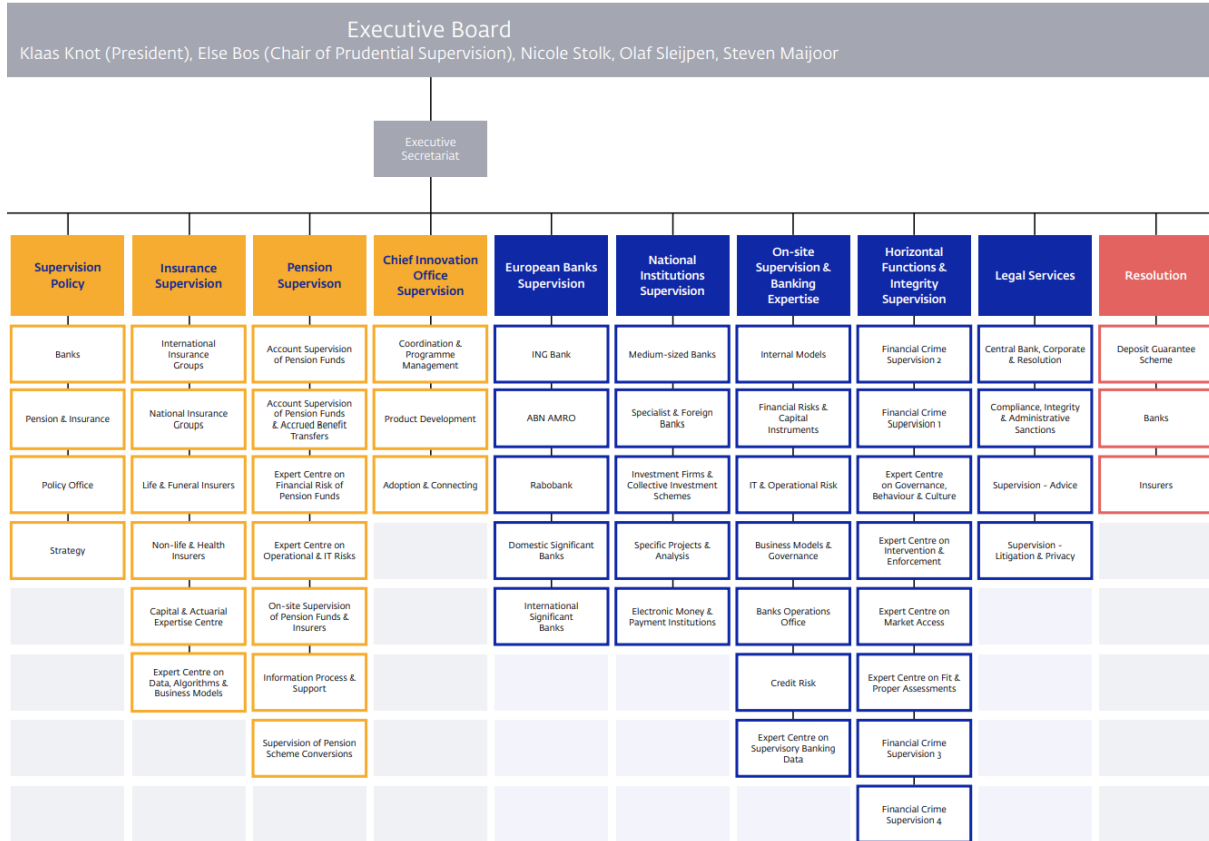 Executive Board
Klaas Knot (President), Else Bos (Chair of Prudential Supervision), Nicole Stolk, Olaf Sleijpen, Steven Maijoor
Executive
Secretariat
Supervision
Policy
Banks
Pension & Insurance
Policy Office
Strategy
Insurance
Supervision
International
Insurance
Groups
National Insurance
Groups
Life & Funeral Insurers
Non-life & Health
Insurers
Capital & Actuarial
Expertise Centre
Expert Centre on
Data, Algorithms &
Business Models
Pension
Supervison
Account Supervision
of Pension Funds
Account Supervision
of Pension Funds
& Accrued Benefit
Transfers
Expert Centre on
Financial Risk of
Pension Funds
Expert Centre on
Operational & IT Risks
On-site Supervision
of Pension Funds &
Insurers
Information Process &
Support
Supervision of Pension
Scheme Conversions
Chief Innovation
Office
Supervision
Coordination &
Programme
Management
Product Development
Adoption & Connecting
European Banks
Supervision
ING Bank
ABN AMRO
Rabobank
Domestic Significant
Banks
International
Significant
Banks
National
Institutions
Supervision
Medium-sized Banks
Specialist & Foreign
Banks
Investment Firms &
Collective Investment
Schemes
Specific Projects &
Analysis
Electronic Money &
Payment Institutions
On-site
Supervision &
Banking
Expertise
Internal Models
Financial Risks &
Capital
Instruments
IT & Operational Risk
Business Models &
Governance
Banks Operations
Office
Credit Risk
Expert Centre on
Supervisory Banking
Data
Horizontal
Functions &
Integrity
Supervision
Financial Crime
Supervision 2
Financial Crime
Supervision 1
Expert Centre
on Governance,
Behaviour & Culture
Expert Centre on
Intervention &
Enforcement
Expert Centre on
Market Access
Expert Centre on Fit &
Proper Assessments
Financial Crime
Supervision 3
Financial Crime
Supervision 4
Legal Services
Central Bank, Corporate
& Resolution
Compliance, Integrity
& Administrative
Sanctions
Supervision – Advice
Supervision –
Litigation & Privacy
Resolution
Deposit Guarantee
Scheme
Banks
Insurers